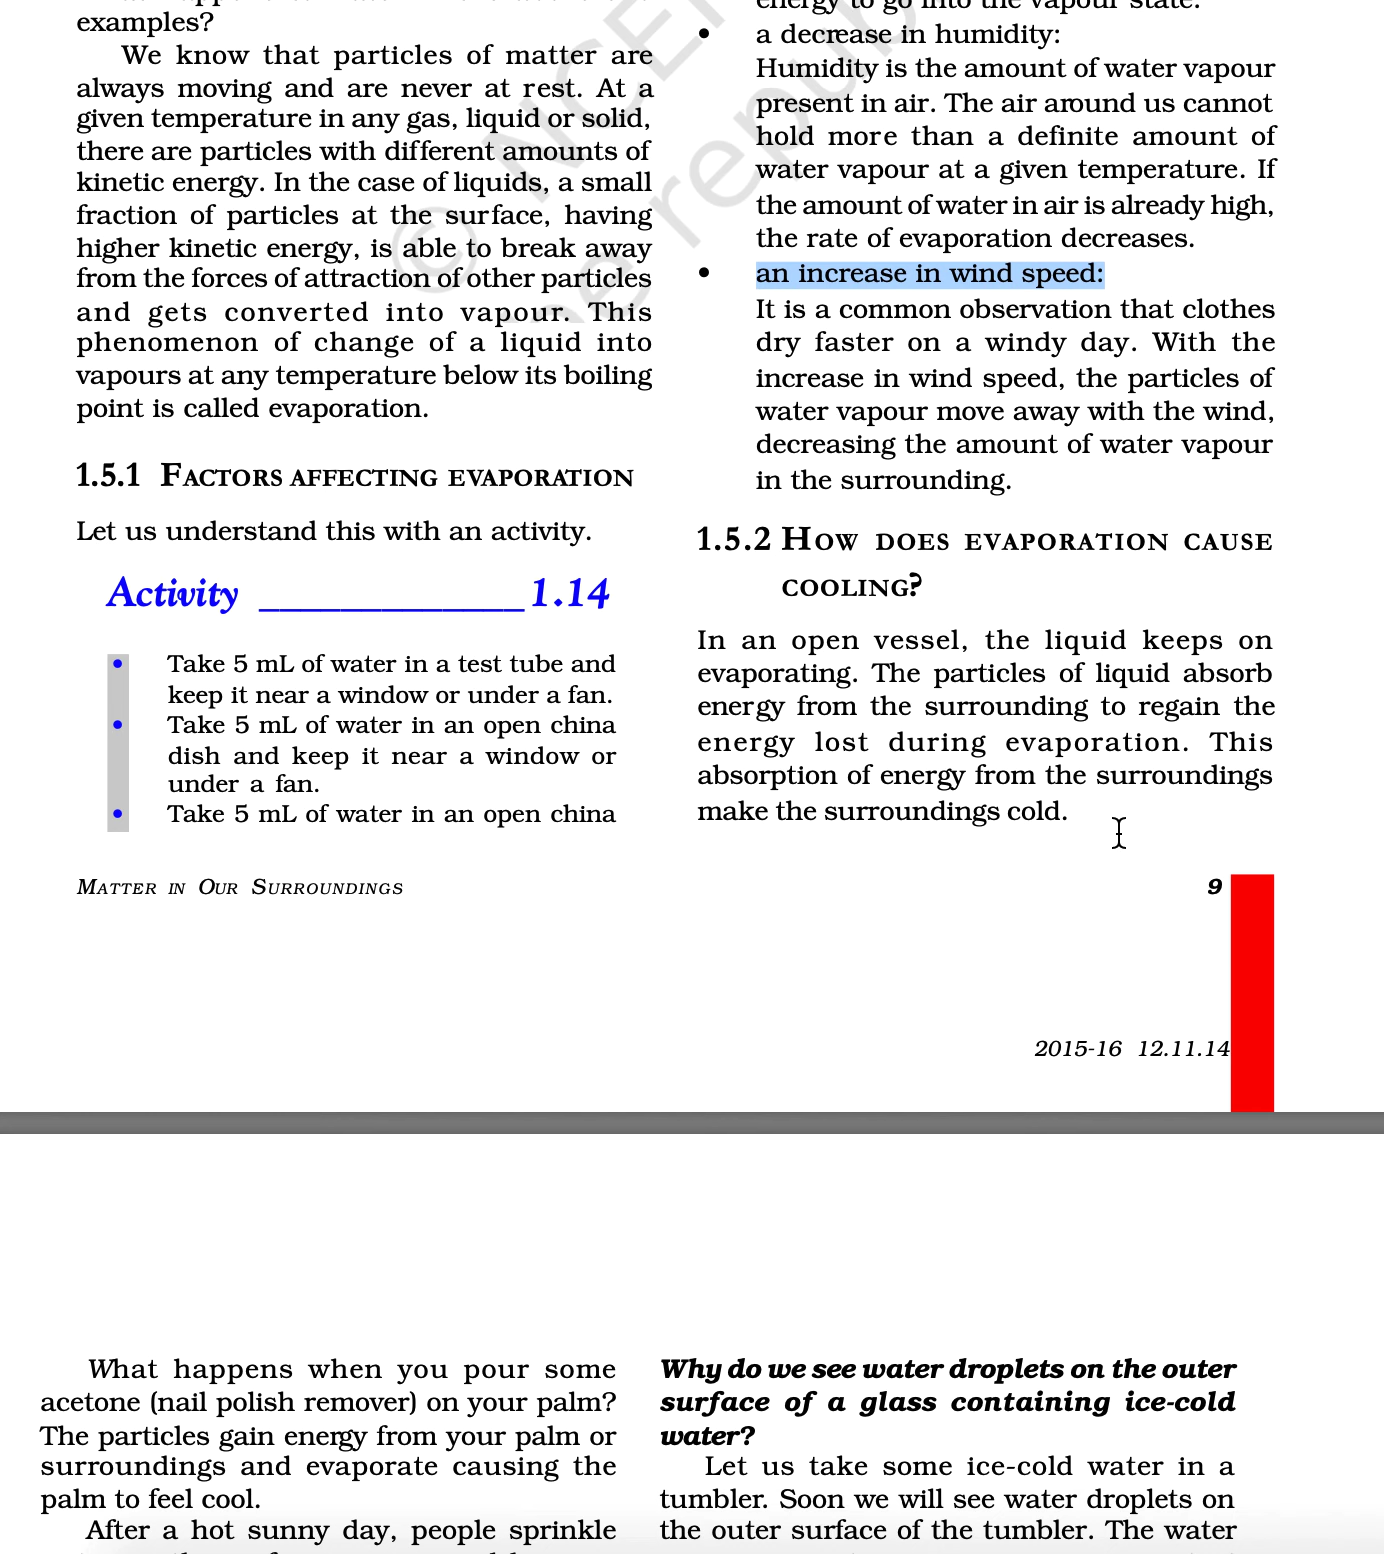 examples?
We know that particles of matter are
always moving and are never at rest. At a
given temperature in any gas, liquid or solid,
there are particles with different amounts of
kinetic energy. In the case of liquids, a small
fraction of particles at the surface, having
higher kinetic energy, is able to break away
from the forces of attraction of other particles
and gets converted into vapour. This
phenomenon of change of a liquid into
vapours at any temperature below its boiling
point is called evaporation.
1.5.1 FACTORS AFFECTING EVAPORATION
Let us understand this with an activity.
Activity ______________1.14
• Take 5 mL of water in a test tube and
keep it near a window or under a fan.
• Take 5 mL of water in an open china
dish and keep it near a window or
under a fan.
• Take 5 mL of water in an open china
energy to go into the vapour state.
• a decrease in humidity:
Humidity is the amount of water vapour
present in air. The air around us cannot
hold more than a definite amount of
water vapour at a given temperature. If
the amount of water in air is already high,
the rate of evaporation decreases.
• an increase in wind speed:
It is a common observation that clothes
dry faster on a windy day. With the
increase in wind speed, the particles of
water vapour move away with the wind,
decreasing the amount of water vapour
in the surrounding.
1.5.2 HOW DOES EVAPORATION CAUSE
COOLING?
In an open vessel, the liquid keeps on
evaporating. The particles of liquid absorb
energy from the surrounding to regain the
energy lost during evaporation. This
absorption of energy from the surroundings
make the surroundings cold.
MATTER IN OUR SURROUNDINGS
9
2015-16 12.11.14
What happens when you pour some
acetone (nail polish remover) on your palm?
The particles gain energy from your palm or
surroundings and evaporate causing the
palm to feel cool.
After a hot sunny day, people sprinkle
Why do we see water droplets on the outer
surface of a glass containing ice-cold
water?
Let us take some ice-cold water in a
tumbler. Soon we will see water droplets on
the outer surface of the tumbler. The water